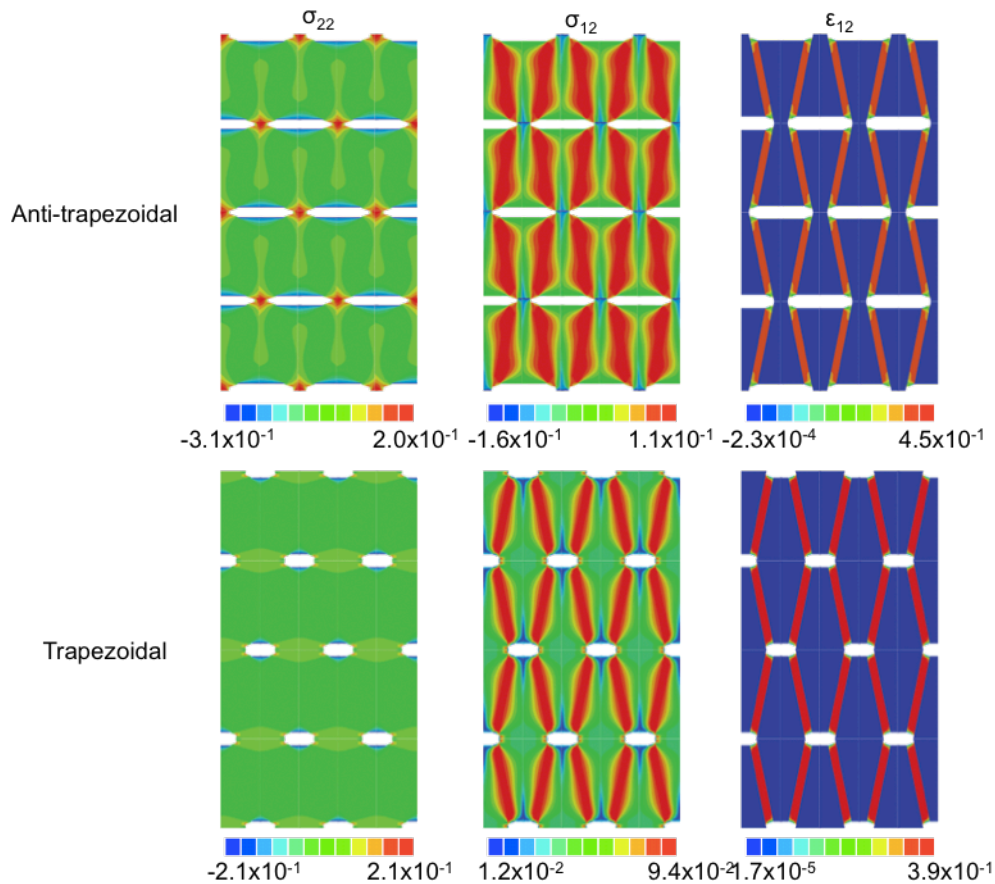 σ22 σ12 ε12
Anti-trapezoidal
-3.1x10⁻¹ 2.0x10⁻¹ -1.6x10⁻¹ 1.1x10⁻¹ -2.3x10⁻⁴ 4.5x10⁻¹
Trapezoidal
-2.1x10⁻¹ 2.1x10⁻¹ 1.2x10⁻² 9.4x10⁻² -1.7x10⁻⁵ 3.9x10⁻¹